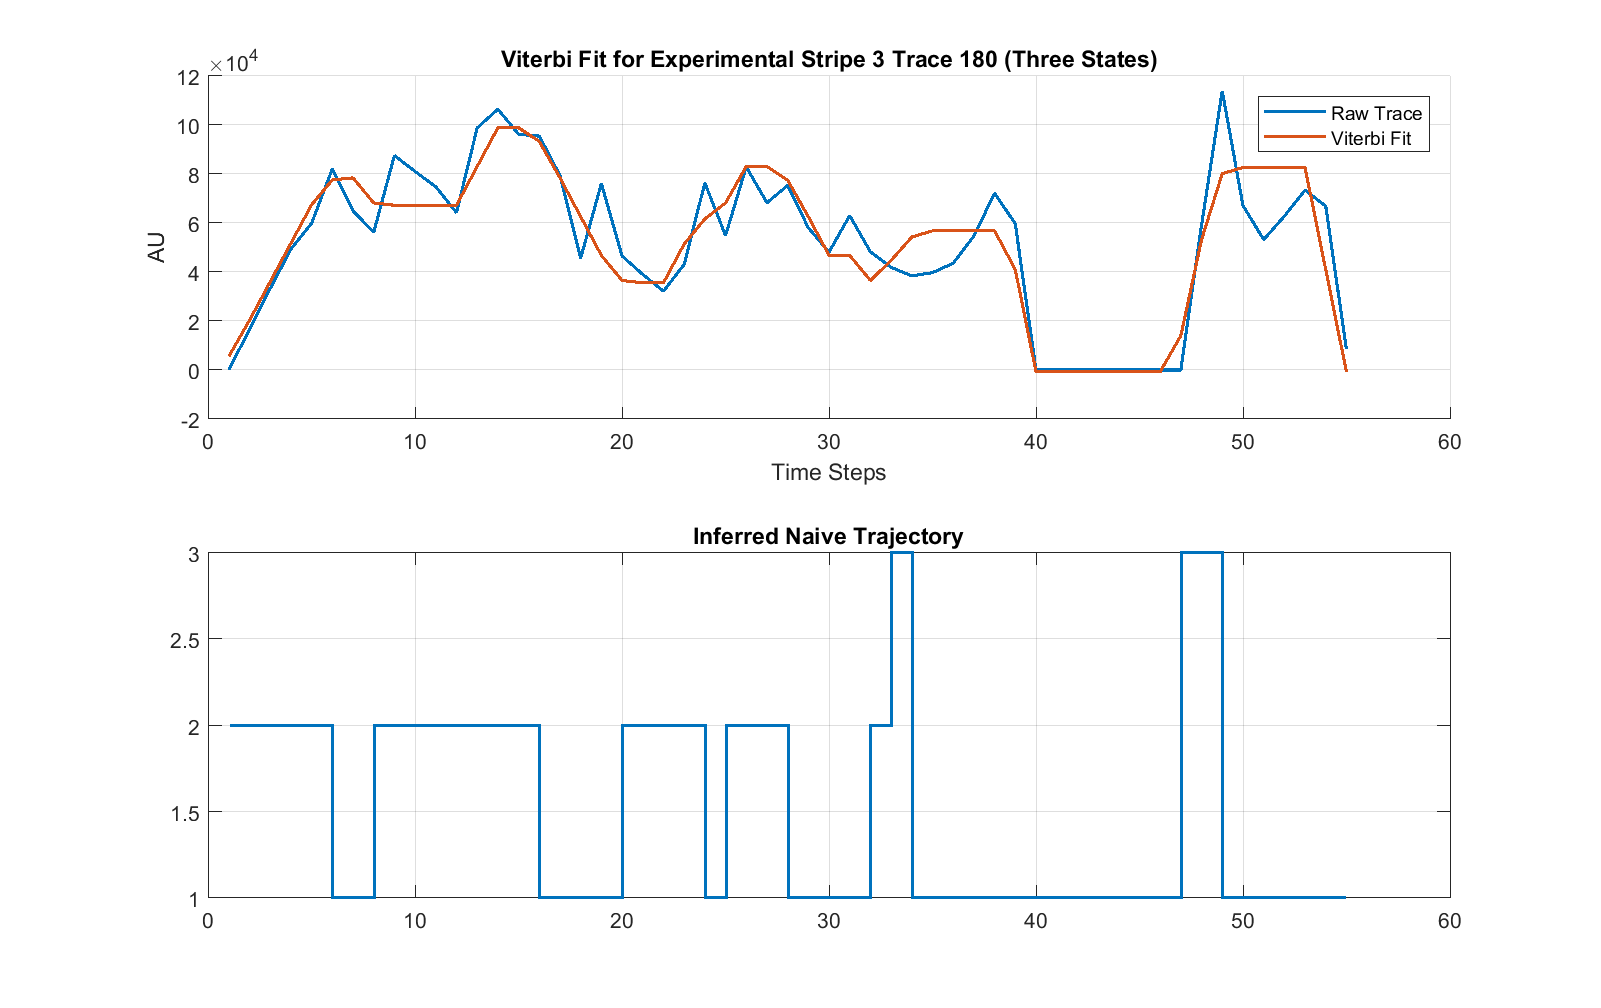 Viterbi Fit for Experimental Stripe 3 Trace 180 (Three States)
×10^4
12
10
8
6
4
2
0
-2
AU
Raw Trace
Viterbi Fit
0 10 20 30 40 50 60
Time Steps
Inferred Naive Trajectory
3
2.5
2
1.5
1
0 10 20 30 40 50 60